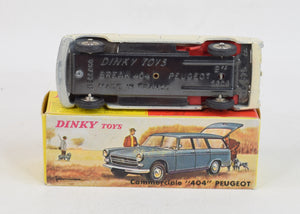 DINKY TOYS
BREAK 404 PEUGEOT
MADE IN FRANCE
DINKY TOYS
Commerciale "404" PEUGEOT